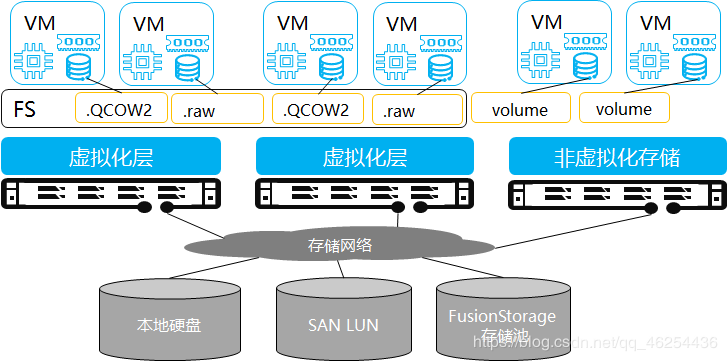 VM
VM
VM
VM
VM
VM
FS
.QCOW2
.raw
.QCOW2
.raw
volume
volume
虚拟化层
虚拟化层
非虚拟化存储
存储网络
本地硬盘
SAN LUN
FusionStorage
存储池
https://blog.csdn.net/qq_46254436